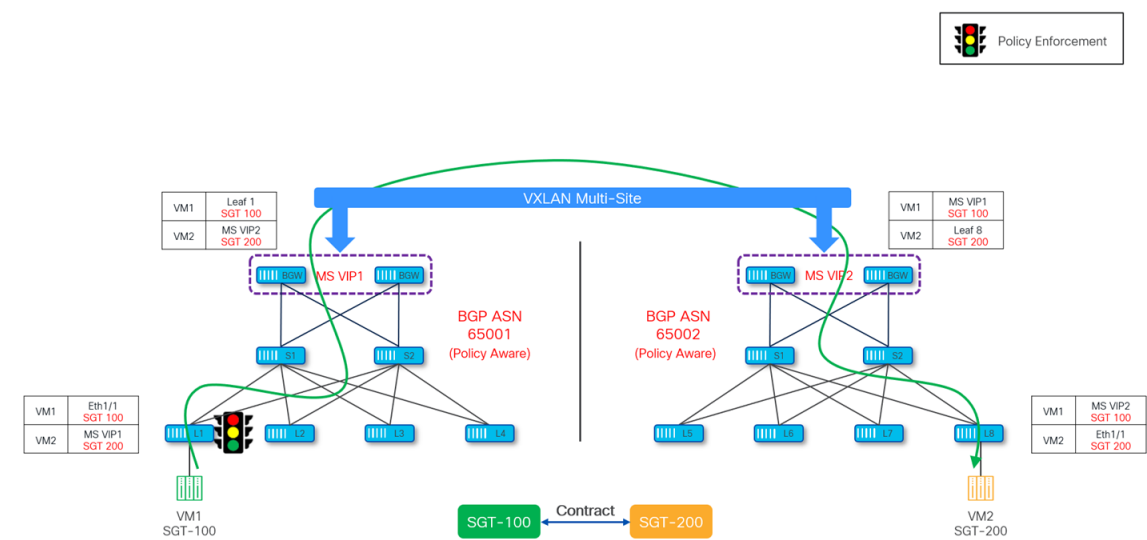 Policy Enforcement
VXLAN Multi-Site
VM1
Leaf 1
SGT 100
VM2
MS VIP2
SGT 200
VM1
MS VIP1
SGT 100
VM2
Leaf 8
SGT 200
BGW
MS VIP1
BGW
BGW
MS VIP2
BGW
BGP ASN
65001
(Policy Aware)
BGP ASN
65002
(Policy Aware)
S1
S2
S1
S2
VM1
Eth1/1
SGT 100
VM2
MS VIP1
SGT 200
L1
L2
L3
L4
L5
L6
L7
L8
VM1
MS VIP2
SGT 100
VM2
Eth1/1
SGT 200
VM1
SGT-100
SGT-100
Contract
SGT-200
VM2
SGT-200